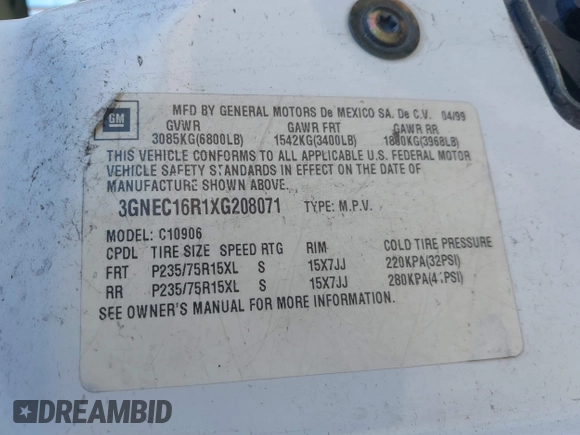 GM
MFD BY GENERAL MOTORS De MEXICO SA. De C.V. 04/99
GVWR GAWR FRT GAWR RR
3085KG(6800LB) 1542KG(3400LB) 1800KG(3968LB)
THIS VEHICLE CONFORMS TO ALL APPLICABLE U.S. FEDERAL MOTOR
VEHICLE SAFETY STANDARDS IN EFFECT ON THE DATE OF
MANUFACTURE SHOWN ABOVE.
3GNEC16R1XG208071 TYPE: M.P.V.
MODEL: C10906
CPDL TIRE SIZE SPEED RTG RIM COLD TIRE PRESSURE
FRT P235/75R15XL S 15X7JJ 220KPA(32PSI)
RR P235/75R15XL S 15X7JJ
SEE OWNER'S MANUAL FOR MORE INFORMATION.
DREAMBID